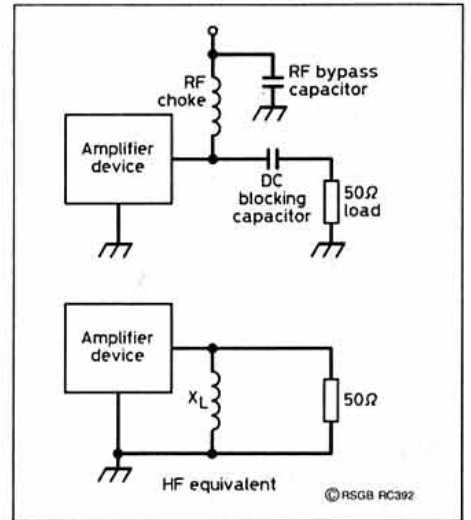 RF
choke
RF bypass
capacitor
Amplifier
device
DC
blocking
capacitor
50Ω
load
Amplifier
device
XL
50Ω
HF equivalent
©RSGB RC392